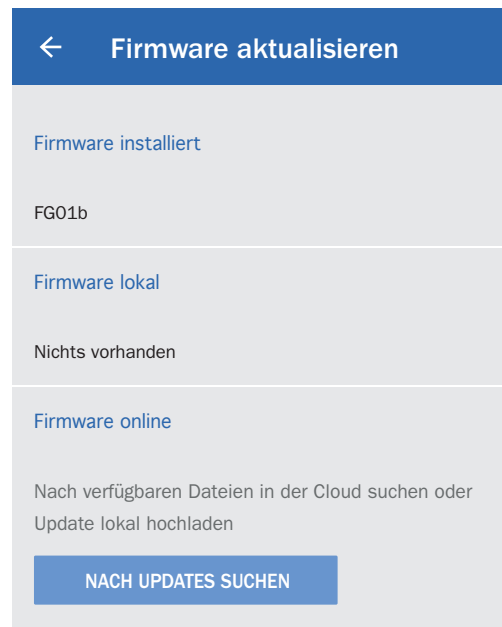 Firmware aktualisieren
Firmware installiert
FG01b
Firmware lokal
Nichts vorhanden
Firmware online
Nach verfügbaren Dateien in der Cloud suchen oder
Update lokal hochladen
NACH UPDATES SUCHEN